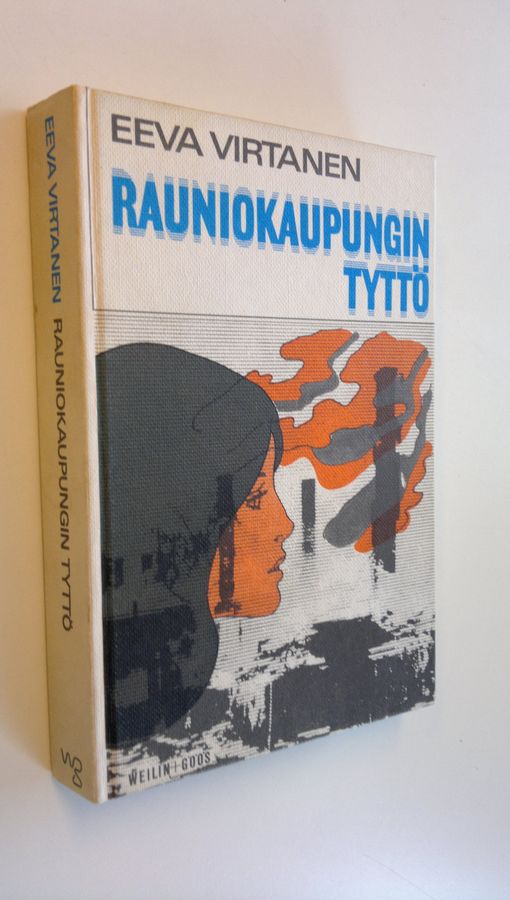 EEVA VIRTANEN
RAUNIOKAUPUNGIN
TYTTÖ
WEILIN | GÖÖS
EEVA VIRTANEN RAUNIOKAUPUNGIN TYTTÖ